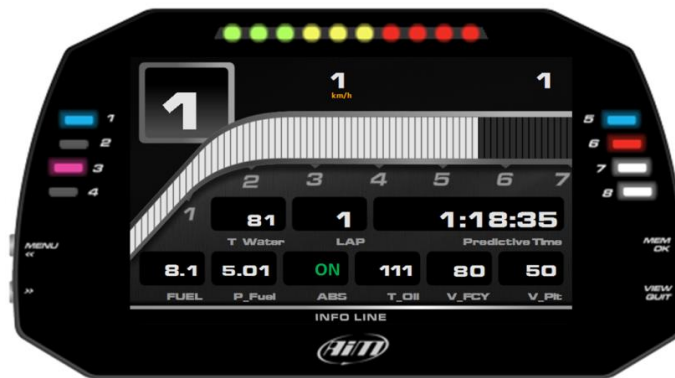 1 1 1
km/h
1 5
2 6
3 7
4 8
1 2 3 4 5 6 7
81 1 1:18:35
T Water LAP Predictive Time
8.1 5.01 ON 111 80 50
FUEL P_Fuel ABS T_Oil V_FCY V_Pit
MENU MEM
<< OK
>> VIEW
QUIT
INFO LINE
AiM